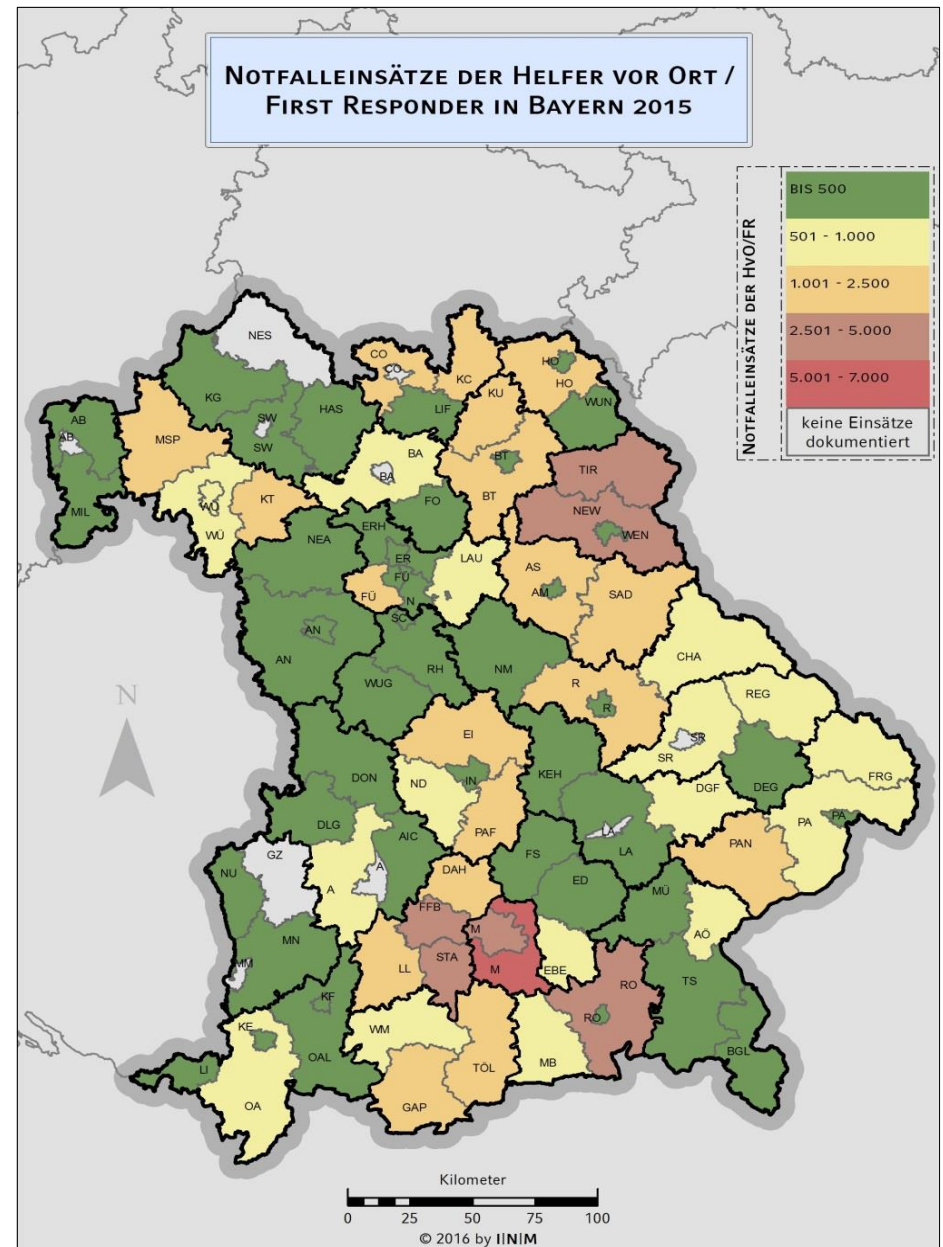 NOTFALLEINSÄTZE DER HELFER VOR ORT /
FIRST RESPONDER IN BAYERN 2015
NOTFALLEINSÄTZE DER HVO/FR
BIS 500
501 - 1.000
1.001 - 2.500
2.501 - 5.000
5.001 - 7.000
keine Einsätze
dokumentiert
NES
CO
CO
KC
HO
HO
KU
WUN
KG
HAS
LIF
SW
SW
AB
AB
MSP
BA
BA
BT
BT
TIR
MIL
WÜ
WÜ
KT
FO
NEW
WEN
NEA
ERH
ER
LAU
FÜ
FÜ
N
SC
AS
AM
SAD
AN
AN
RH
NM
CHA
WUG
R
R
REG
N
EI
SR
SR
DON
KEH
DEG
FRG
ND
IN
DGF
PA
PA
DLG
PAF
AIC
LA
LA
PAN
GZ
NU
A
A
FS
ED
DAH
MÜ
FFB
M
M
AÖ
MN
STA
LL
EBE
MM
RO
RO
TS
KF
KE
WM
OAL
MB
BGL
LI
TÖL
OA
GAP
Kilometer
0 25 50 75 100
© 2016 by I|N|M